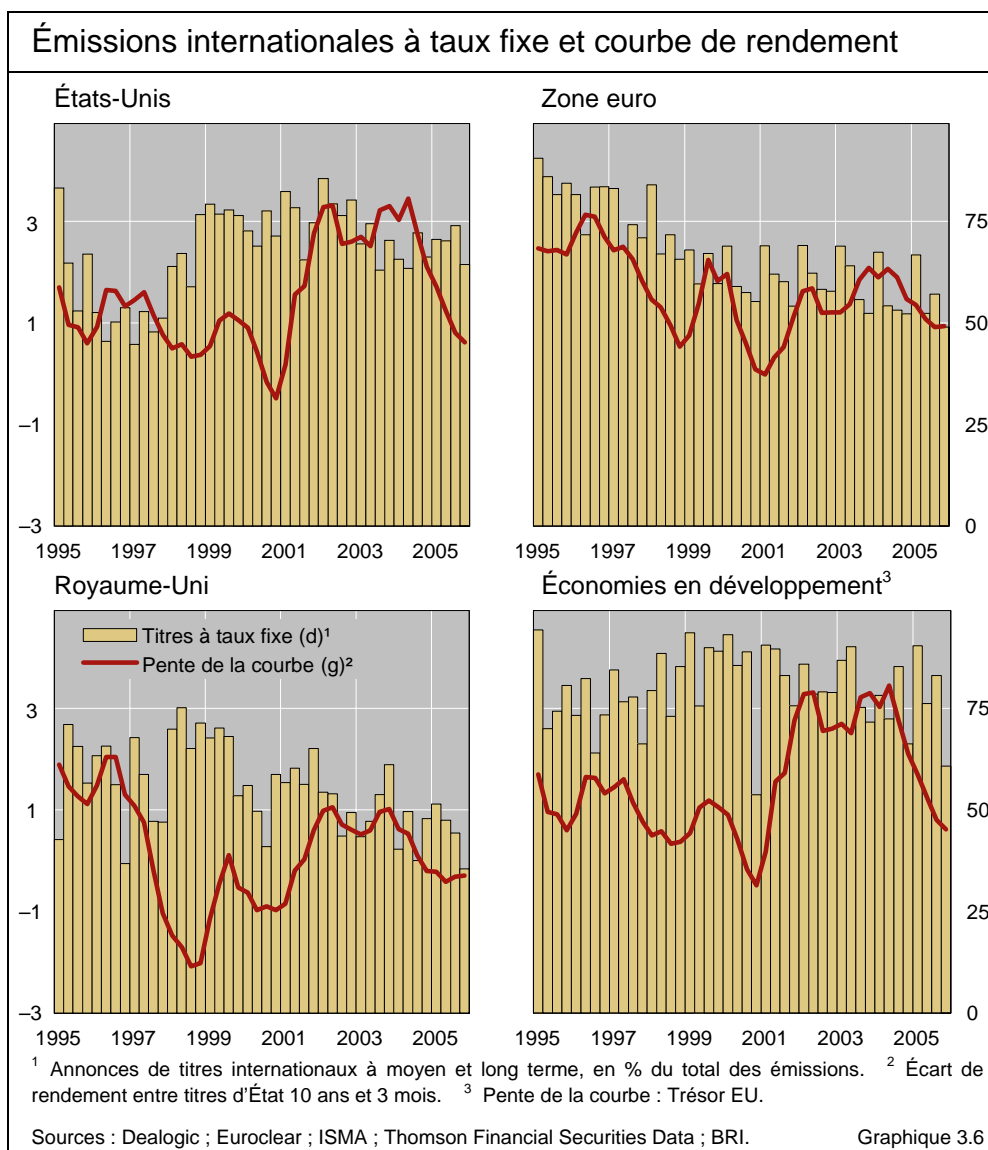 Émissions internationales à taux fixe et courbe de rendement
États-Unis
Zone euro
3
1
–1
–3
75
50
25
0
1995 1997 1999 2001 2003 2005
1995 1997 1999 2001 2003 2005
Royaume-Uni
Économies en développement³
Titres à taux fixe (d)¹
Pente de la courbe (g)²
3
1
–1
–3
75
50
25
0
1995 1997 1999 2001 2003 2005
1995 1997 1999 2001 2003 2005
¹ Annonces de titres internationaux à moyen et long terme, en % du total des émissions. ² Écart de
rendement entre titres d’État 10 ans et 3 mois. ³ Pente de la courbe : Trésor EU.
Sources : Dealogic ; Euroclear ; ISMA ; Thomson Financial Securities Data ; BRI. Graphique 3.6